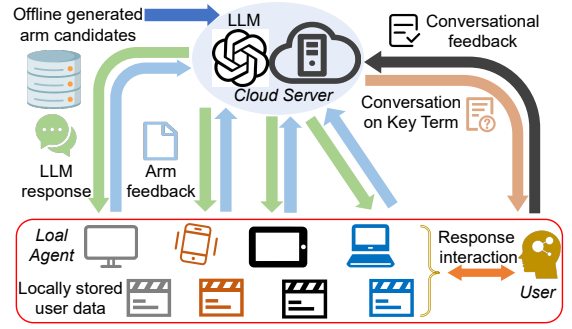 Offline generated
arm candidates
LLM
Cloud Server
Conversational
feedback
Conversation
on Key Term
LLM
response
Arm
feedback
Loal
Agent
Response
interaction
Locally stored
user data
User